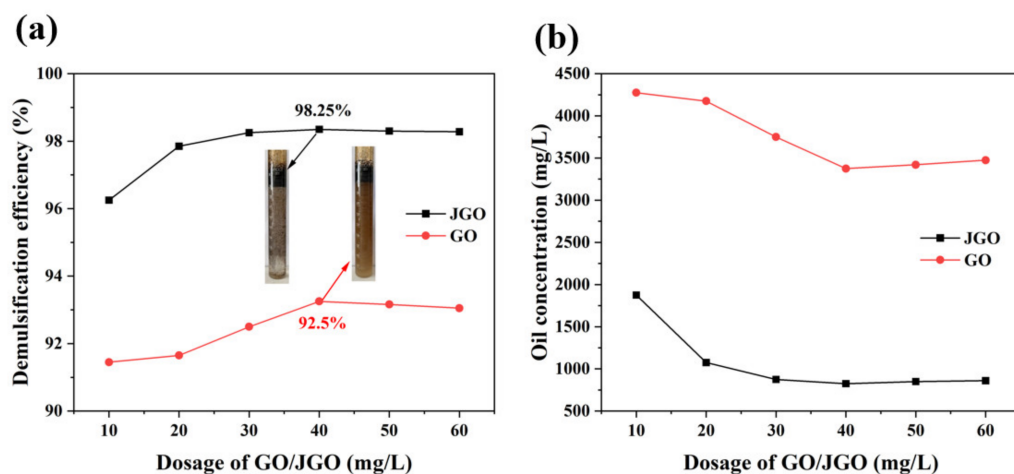 (a)
Demulsification efficiency (%)
100
98
96
94
92
90
98.25%
JGO
GO
92.5%
10 20 30 40 50 60
Dosage of GO/JGO (mg/L)
(b)
Oil concentration (mg/L)
4500
4000
3500
3000
2500
2000
1500
1000
500
JGO
GO
10 20 30 40 50 60
Dosage of GO/JGO (mg/L)